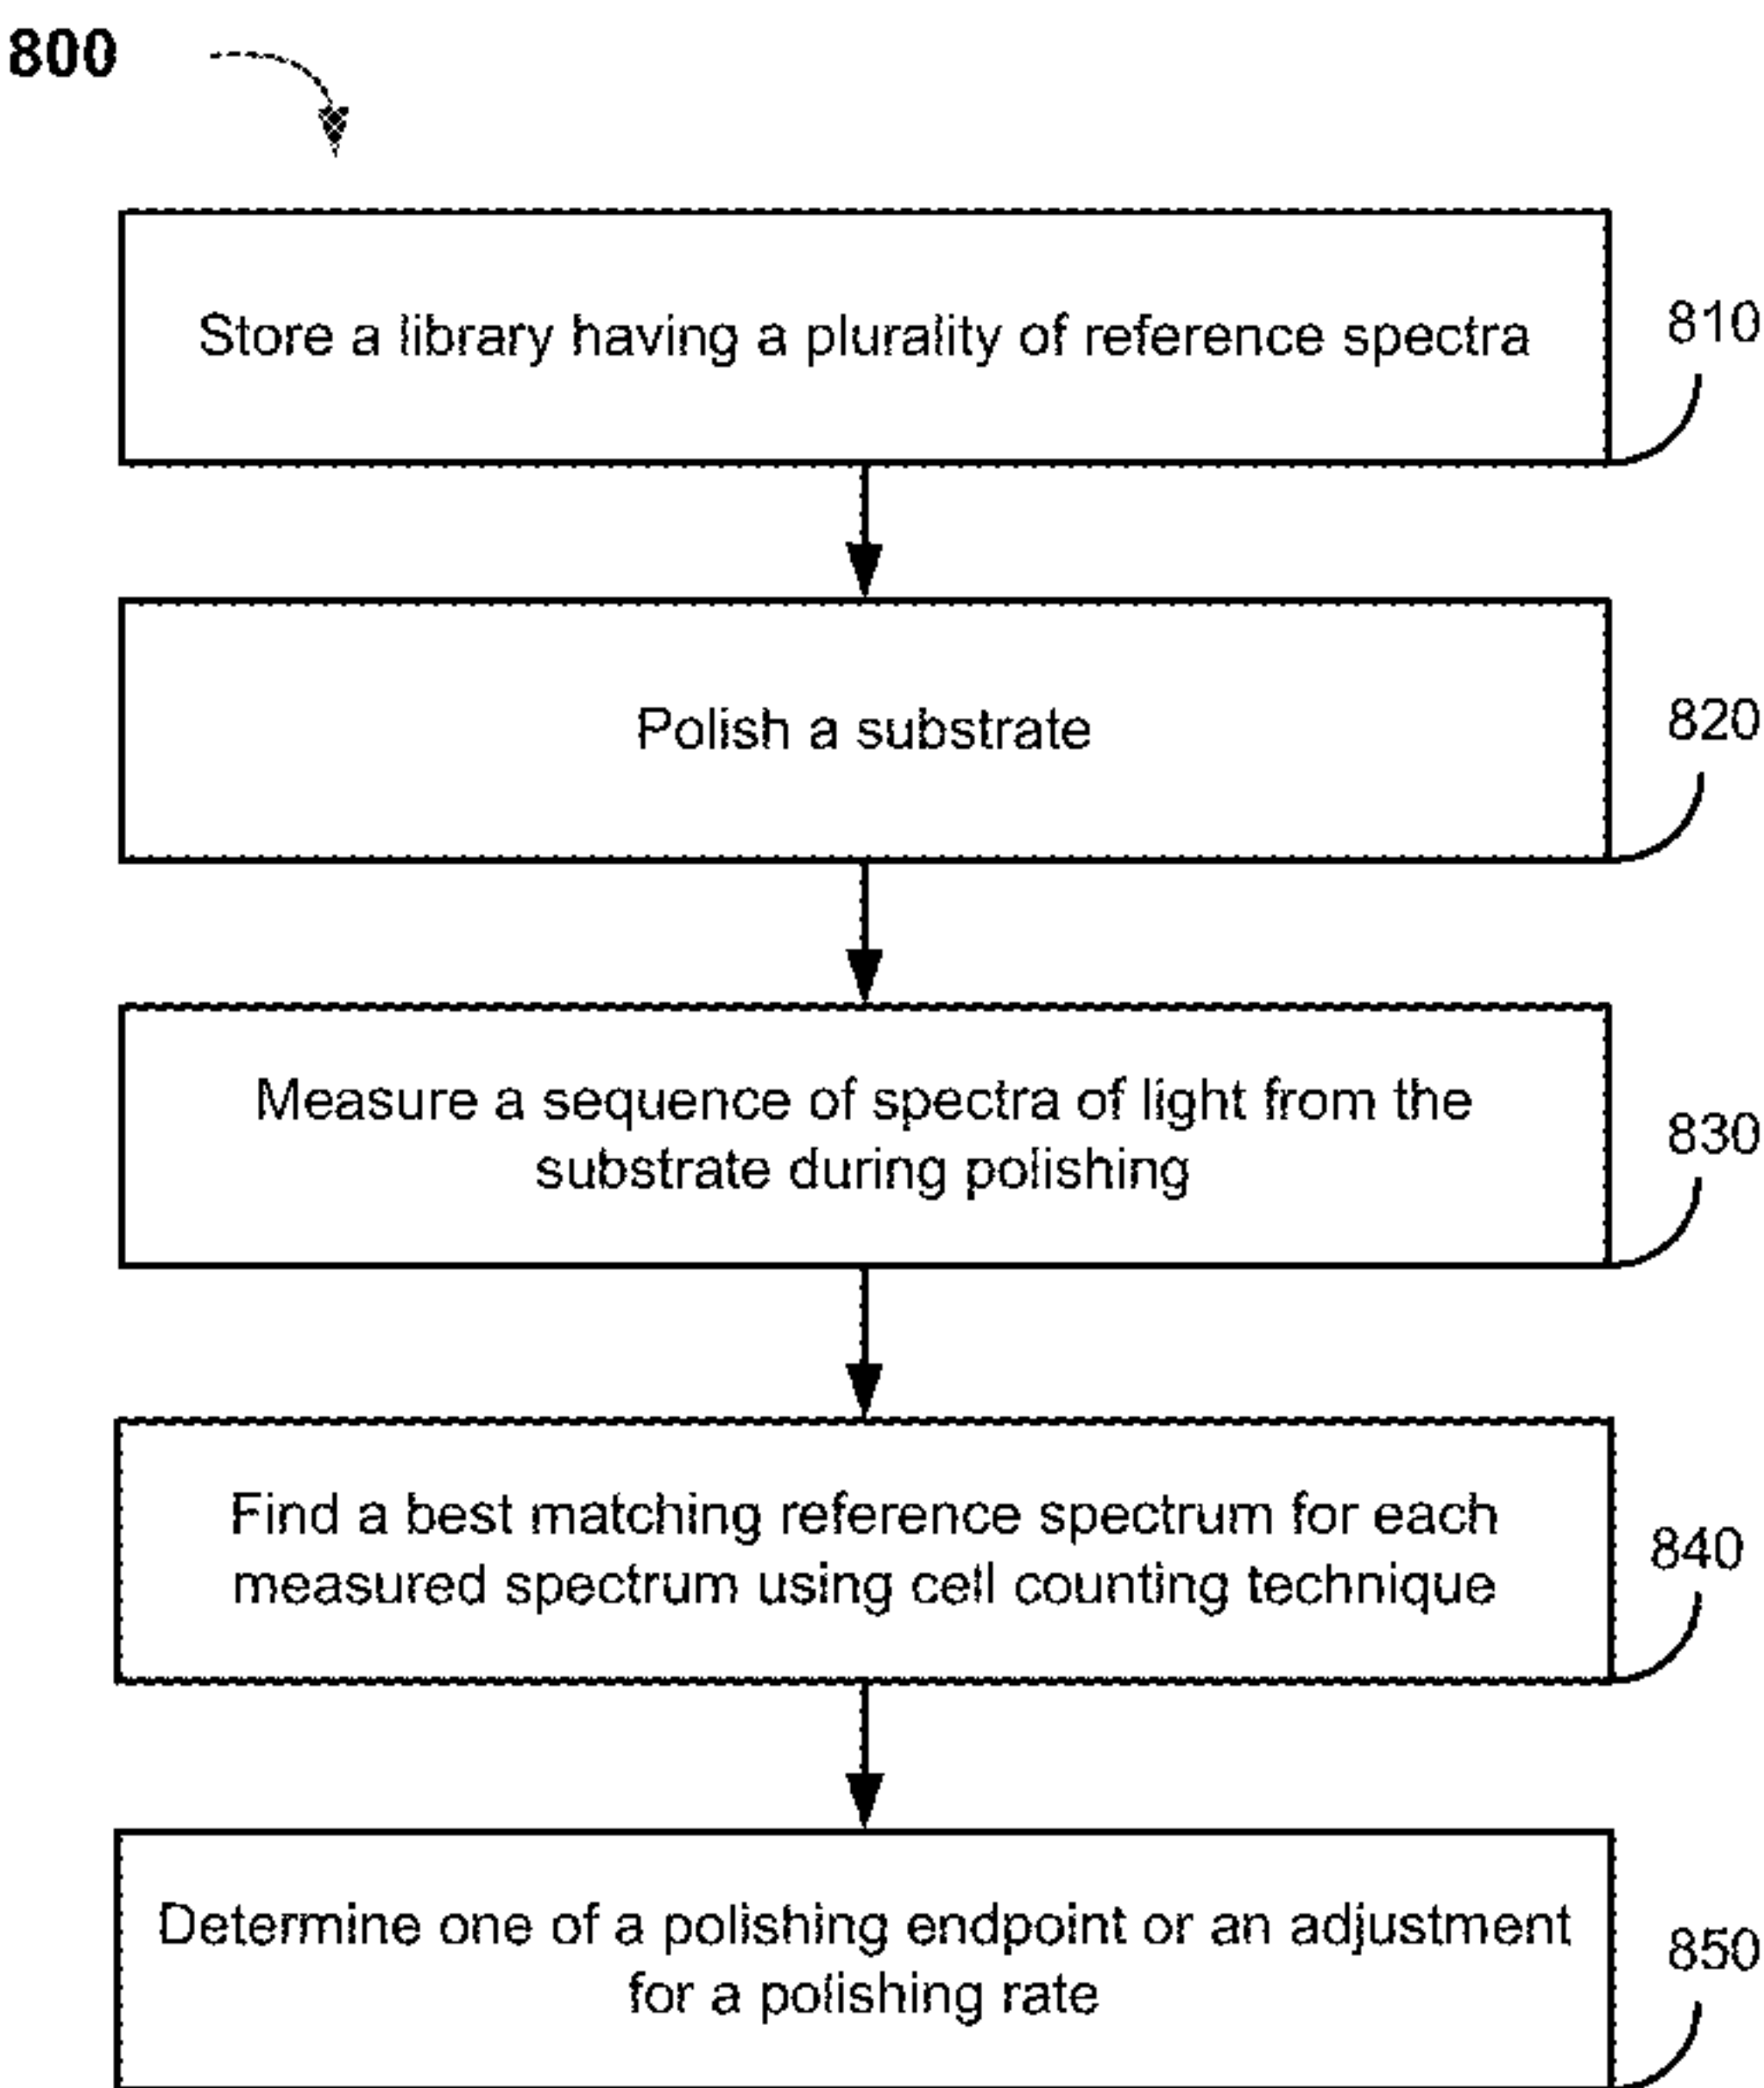 800
Store a library having a plurality of reference spectra
810
Polish a substrate
820
Measure a sequence of spectra of light from the
substrate during polishing
830
Find a best matching reference spectrum for each
measured spectrum using cell counting technique
840
Determine one of a polishing endpoint or an adjustment
for a polishing rate
850